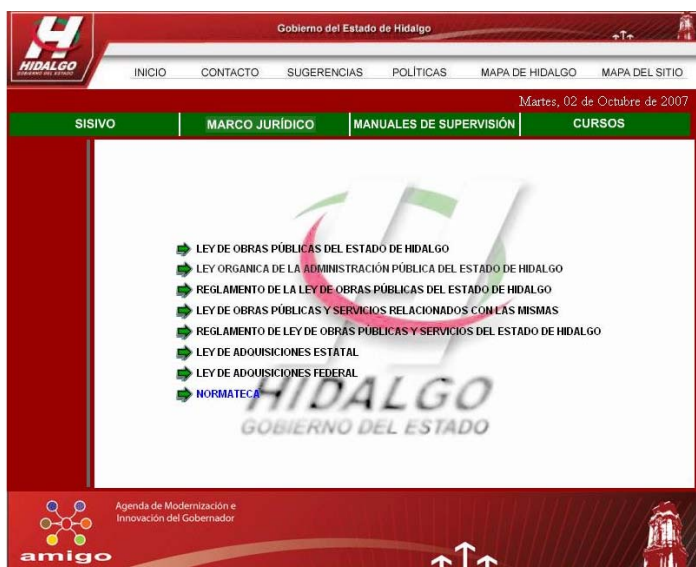 Gobierno del Estado de Hidalgo
HIDALGO
GOBIERNO DEL ESTADO
INICIO CONTACTO SUGERENCIAS POLÍTICAS MAPA DE HIDALGO MAPA DEL SITIO
Martes, 02 de Octubre de 2007
SISIVO MARCO JURÍDICO MANUALES DE SUPERVISIÓN CURSOS
LEY DE OBRAS PÚBLICAS DEL ESTADO DE HIDALGO
LEY ORGANICA DE LA ADMINISTRACIÓN PÚBLICA DEL ESTADO DE HIDALGO
REGLAMENTO DE LA LEY DE OBRAS PÚBLICAS DEL ESTADO DE HIDALGO
LEY DE OBRAS PÚBLICAS Y SERVICIOS RELACIONADOS CON LAS MISMAS
REGLAMENTO DE LEY DE OBRAS PÚBLICAS Y SERVICIOS DEL ESTADO DE HIDALGO
LEY DE ADQUISICIONES ESTATAL
LEY DE ADQUISICIONES FEDERAL
NORMATECA
HIDALGO
GOBIERNO DEL ESTADO
Agenda de Modernización e
Innovación del Gobernador
amigo